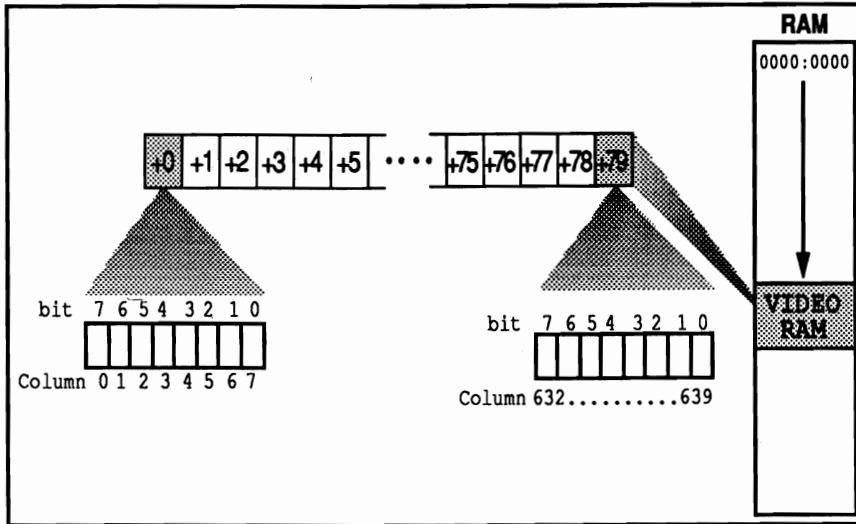 RAM
0000:0000
+0 +1 +2 +3 +4 +5 •••• +75 +76 +77 +78 +79
VIDEO
RAM
bit 7 6 5 4 3 2 1 0
Column 0 1 2 3 4 5 6 7
bit 7 6 5 4 3 2 1 0
Column 632..........639